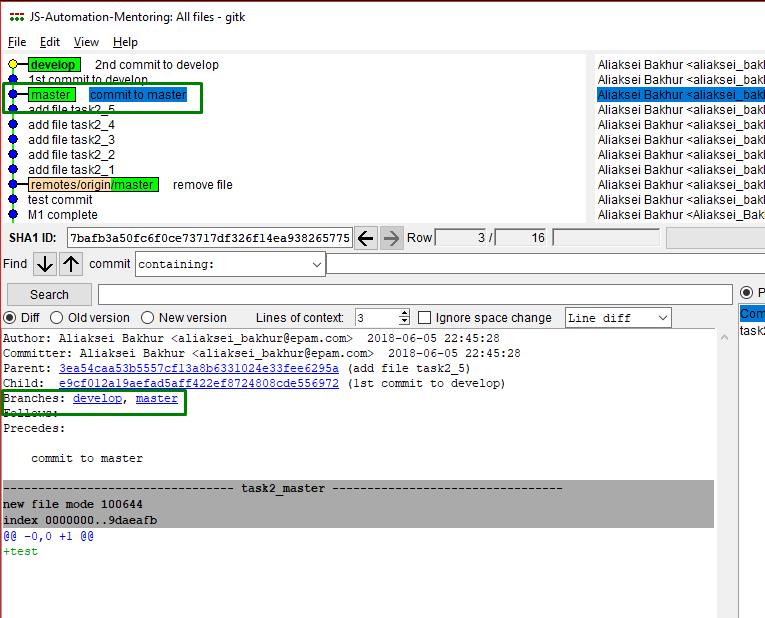 JS-Automation-Mentoring: All files - gitk
File Edit View Help
develop 2nd commit to develop Aliaksei Bakhur <aliaksei_bak
1st commit to develop Aliaksei Bakhur <aliaksei_bak
master commit to master Aliaksei Bakhur <aliaksei_bak
add file task2_5 Aliaksei Bakhur <aliaksei_bak
add file task2_4 Aliaksei Bakhur <aliaksei_bak
add file task2_3 Aliaksei Bakhur <aliaksei_bak
add file task2_2 Aliaksei Bakhur <aliaksei_bak
add file task2_1 Aliaksei Bakhur <aliaksei_bak
remotes/origin/master remove file Aliaksei Bakhur <aliaksei_bak
test commit Aliaksei Bakhur <aliaksei_bak
M1 complete Aliaksei Bakhur <Aliaksei_Bak
SHA1 ID: 7bafb3a50fc6f0ce73717df326f14ea938265775 Row 3 / 16
Find commit containing:
Search
Diff Old version New version Lines of context: 3 Ignore space change Line diff
P
Com
task2
Author: Aliaksei Bakhur <aliaksei_bakhur@epam.com> 2018-06-05 22:45:28
Committer: Aliaksei Bakhur <aliaksei_bakhur@epam.com> 2018-06-05 22:45:28
Parent: 3ea54caa53b5557cf13a8b6331024e33fee6295a (add file task2_5)
Child: e9cf012a19aefad5aff422ef8724808cde556972 (1st commit to develop)
Branches: develop, master
Follows:
Precedes:
commit to master
--------------------------------- task2_master ---------------------------------
new file mode 100644
index 0000000..9daeafb
@@ -0,0 +1 @@
+test